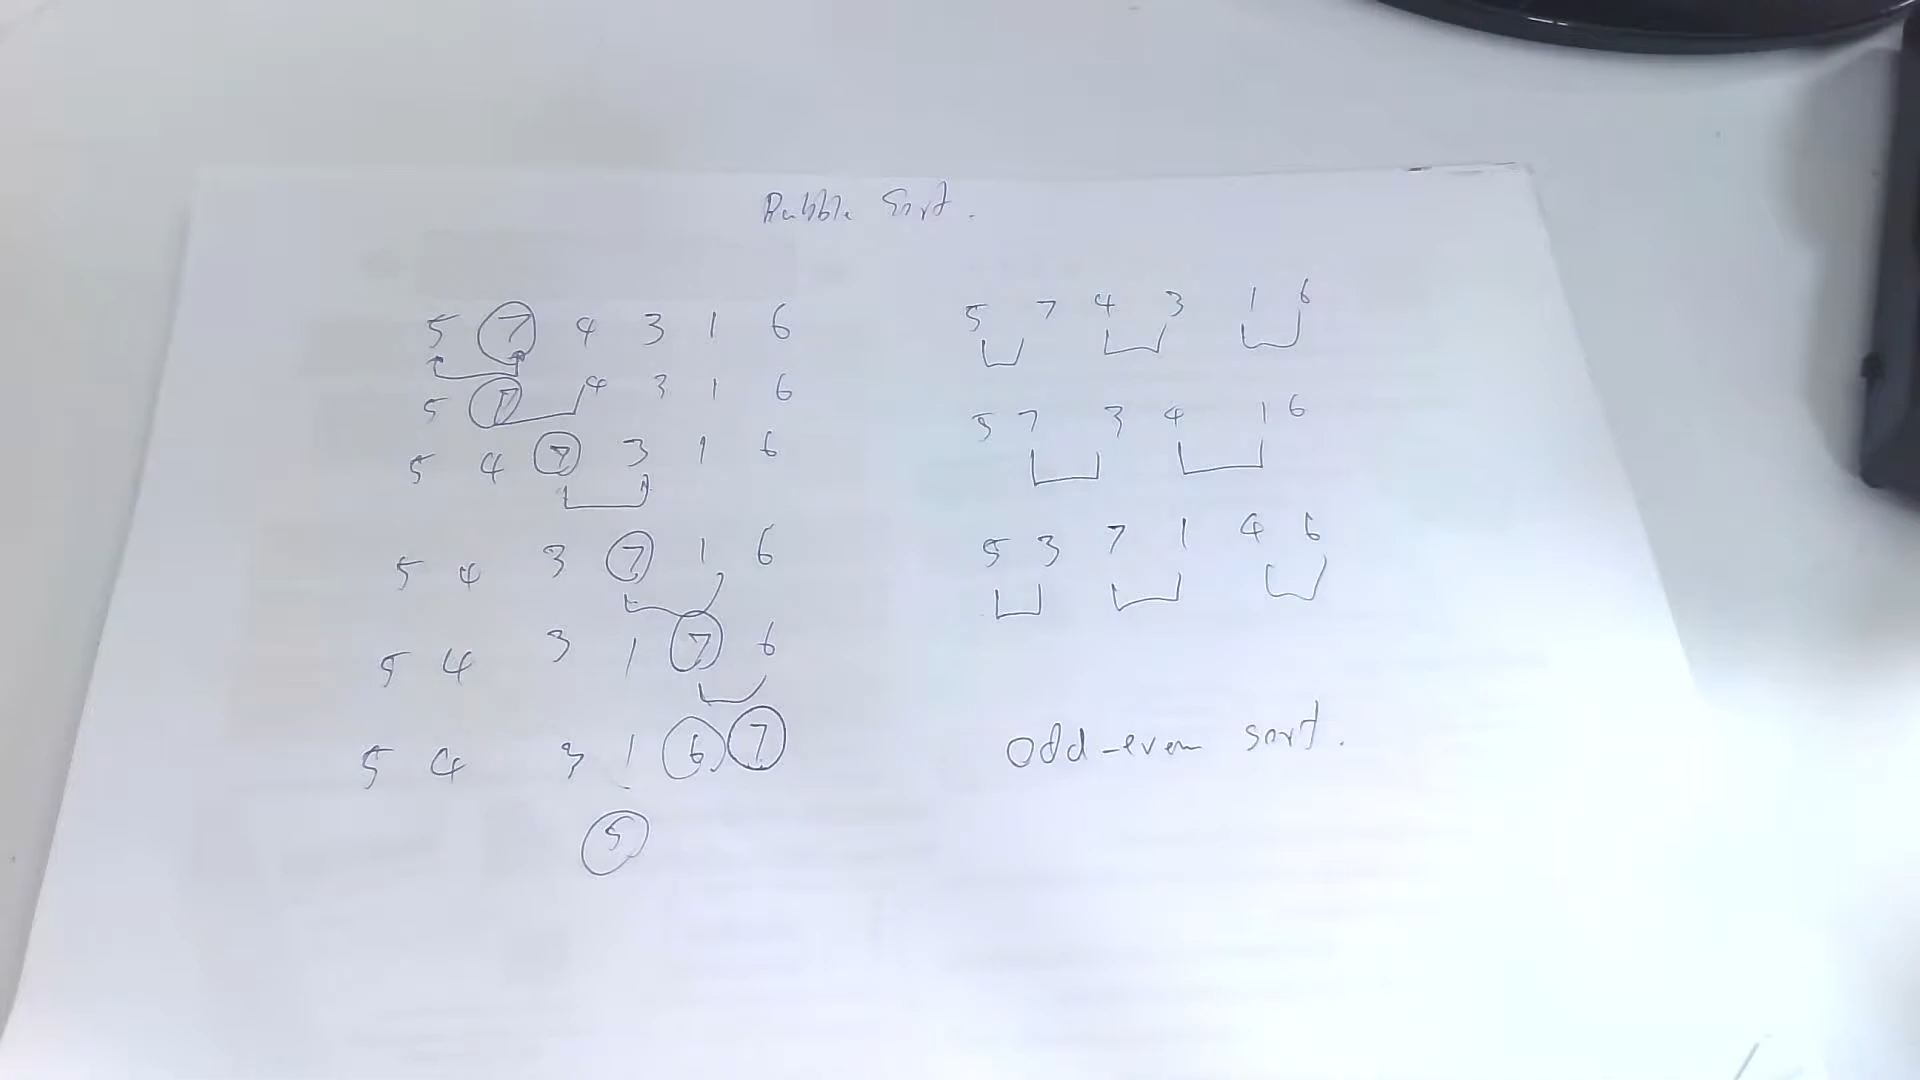 Bubble Sort.
5 7 4 3 1 6
5 7 4 3 1 6
5 4 7 3 1 6
5 4 3 7 1 6
5 4 3 1 7 6
5 4 3 1 6 7
5
5 7 4 3 1 6
5 7 3 4 1 6
5 3 7 1 4 6
odd-even sort.